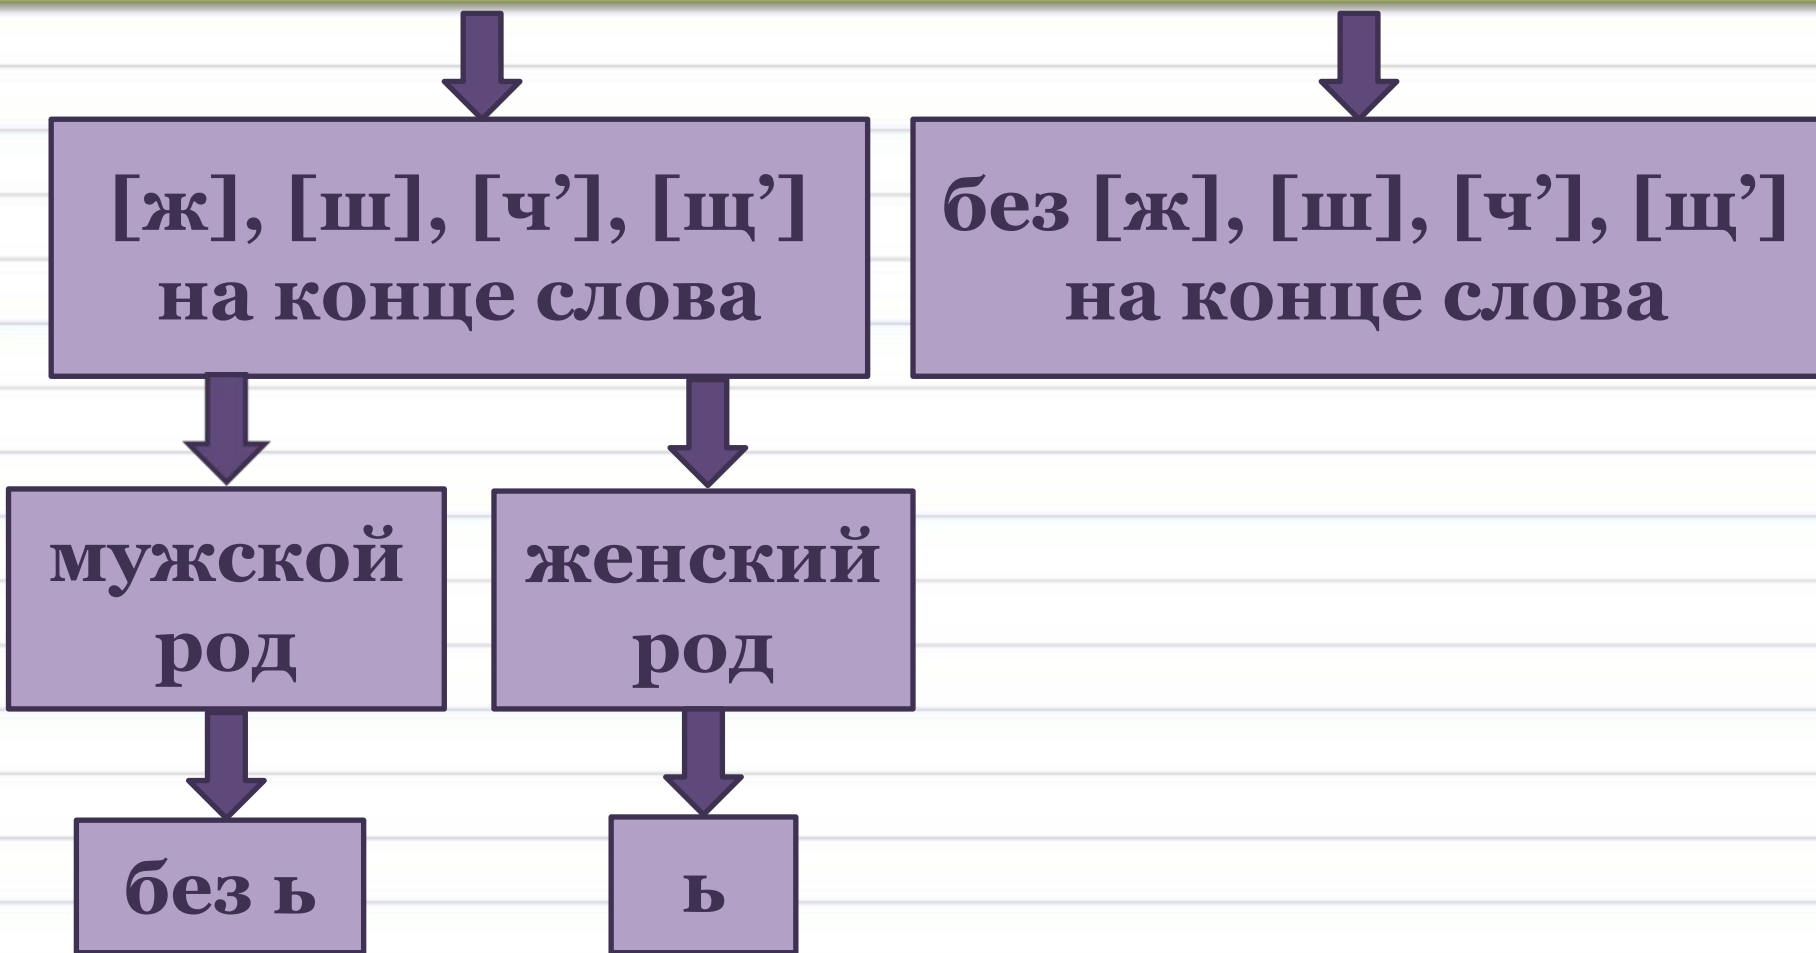 [ж], [ш], [ч’], [щ’]
на конце слова
без [ж], [ш], [ч’], [щ’]
на конце слова
мужской
род
женский
род
без ь
ь